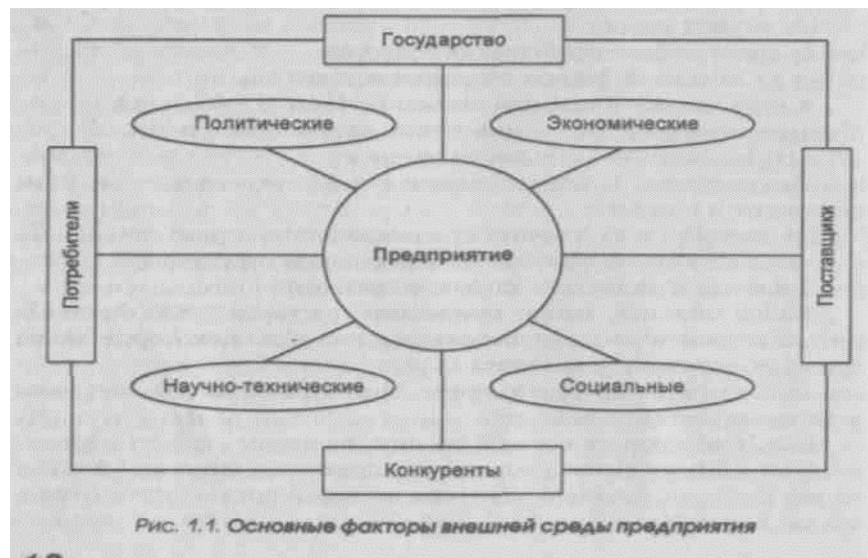 Государство
Политические
Экономические
Потребители
Предприятие
Поставщики
Научно-технические
Социальные
Конкуренты
Рис. 1.1. Основные факторы внешней среды предприятия